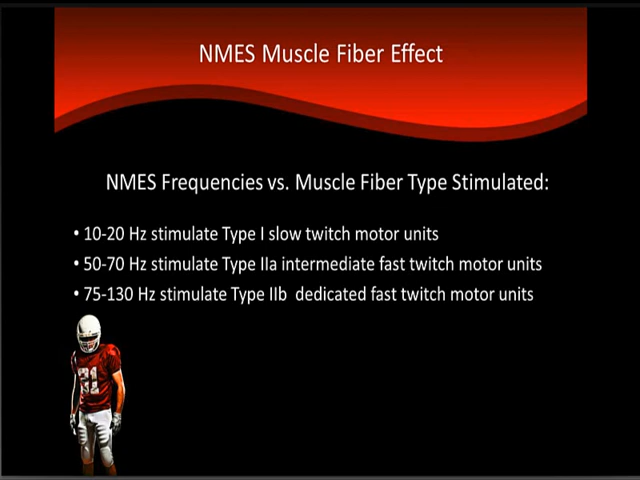 NMES Muscle Fiber Effect
NMES Frequencies vs. Muscle Fiber Type Stimulated:
• 10-20 Hz stimulate Type I slow twitch motor units
• 50-70 Hz stimulate Type IIa intermediate fast twitch motor units
• 75-130 Hz stimulate Type IIb dedicated fast twitch motor units
21